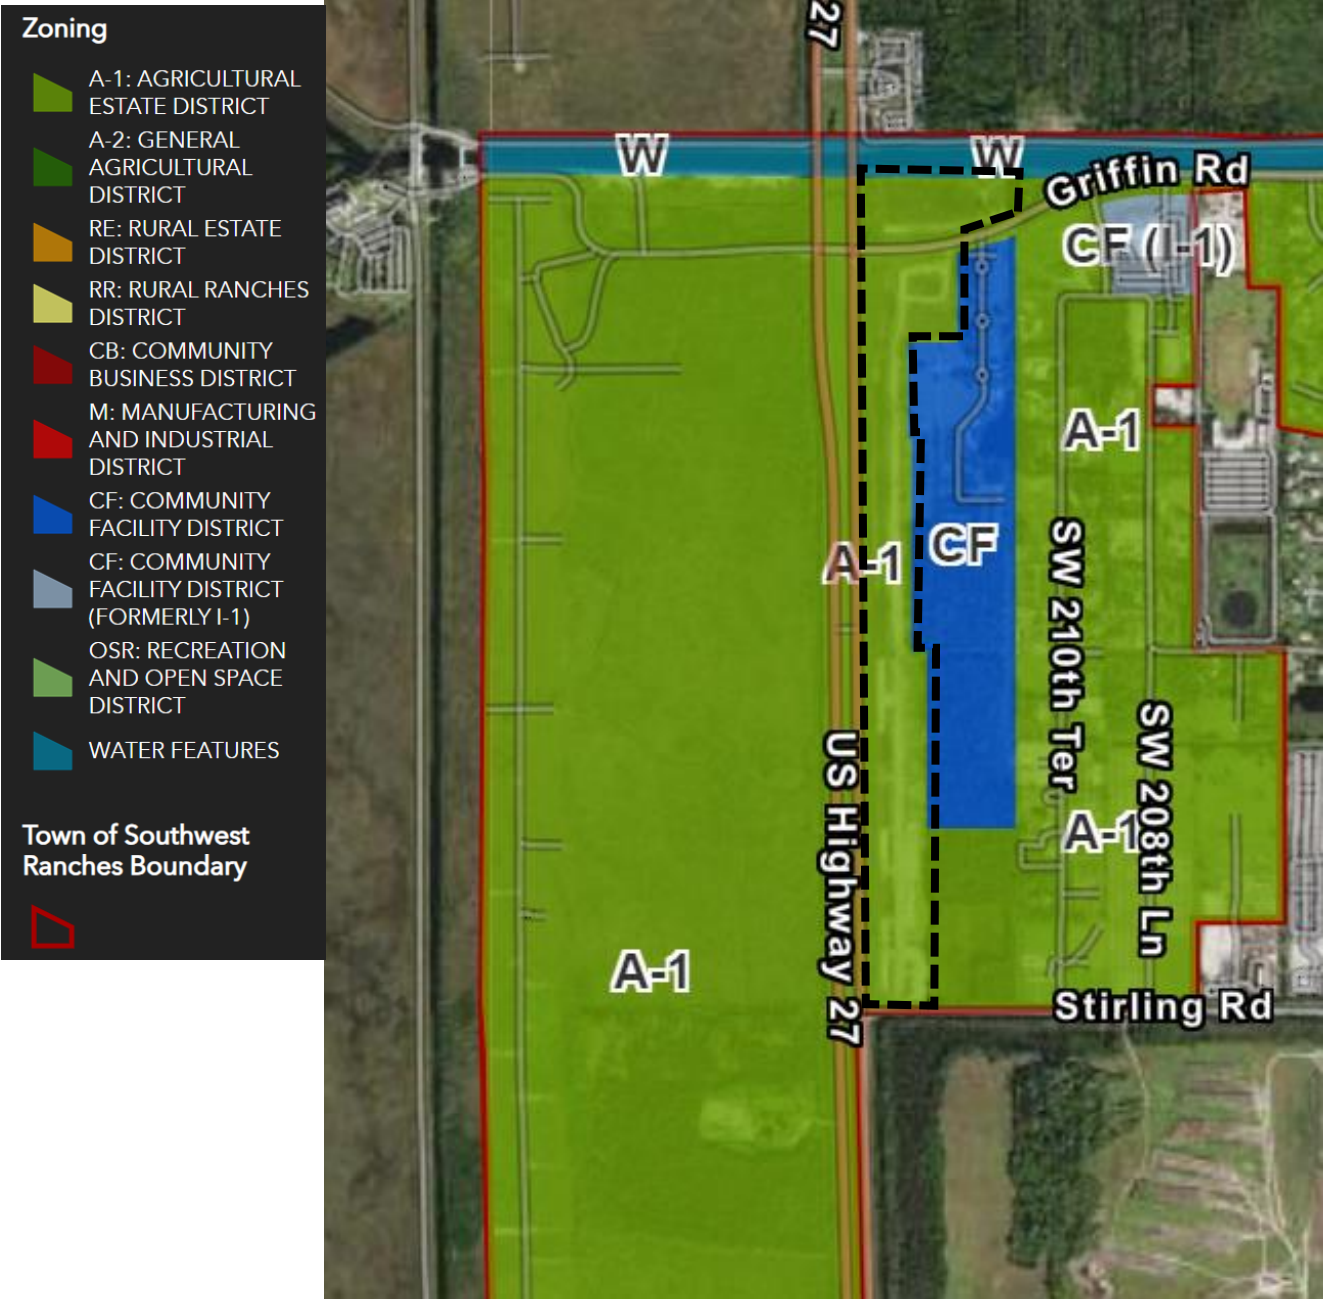 Zoning
A-1: AGRICULTURAL
ESTATE DISTRICT
A-2: GENERAL
AGRICULTURAL
DISTRICT
RE: RURAL ESTATE
DISTRICT
RR: RURAL RANCHES
DISTRICT
CB: COMMUNITY
BUSINESS DISTRICT
M: MANUFACTURING
AND INDUSTRIAL
DISTRICT
CF: COMMUNITY
FACILITY DISTRICT
CF: COMMUNITY
FACILITY DISTRICT
(FORMERLY I-1)
OSR: RECREATION
AND OPEN SPACE
DISTRICT
WATER FEATURES
Town of Southwest
Ranches Boundary
27
W
W
Griffin Rd
CF (I-1)
A-1
A-1
CF
SW 210th Ter
SW 208th Ln
US Highway 27
A-1
A-1
Stirling Rd